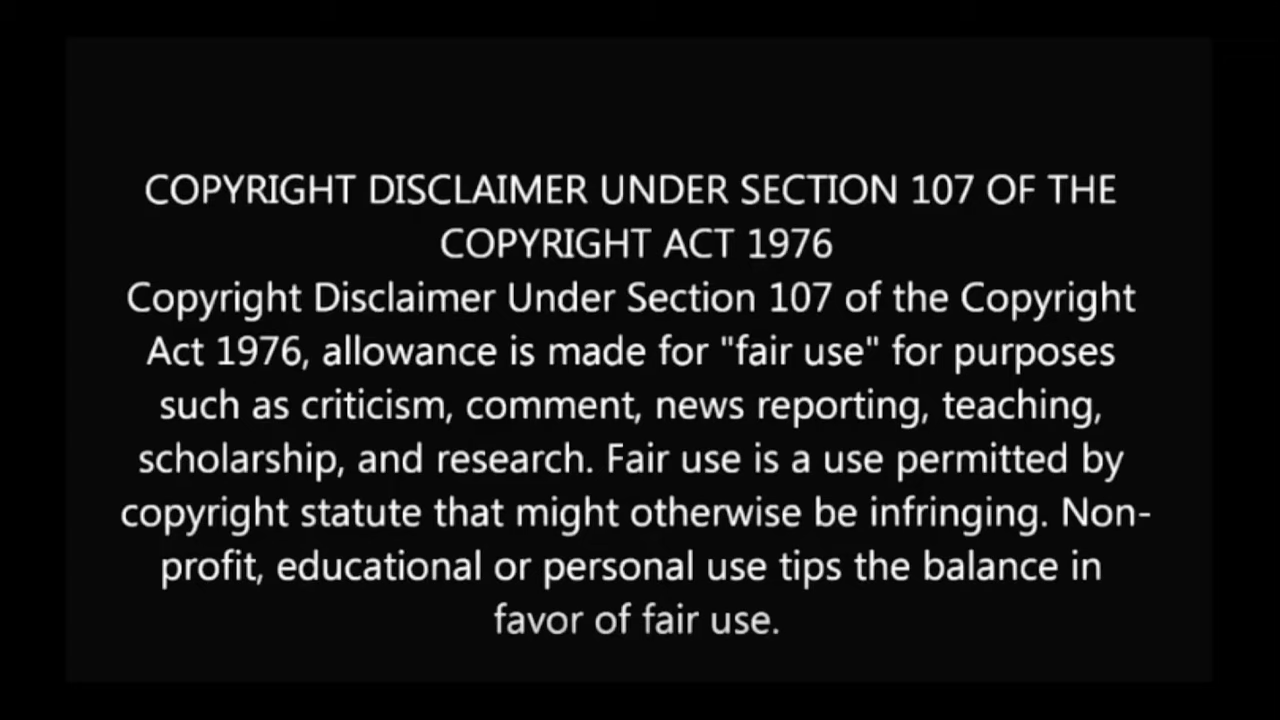 COPYRIGHT DISCLAIMER UNDER SECTION 107 OF THE
COPYRIGHT ACT 1976
Copyright Disclaimer Under Section 107 of the Copyright
Act 1976, allowance is made for "fair use" for purposes
such as criticism, comment, news reporting, teaching,
scholarship, and research. Fair use is a use permitted by
copyright statute that might otherwise be infringing. Non-
profit, educational or personal use tips the balance in
favor of fair use.